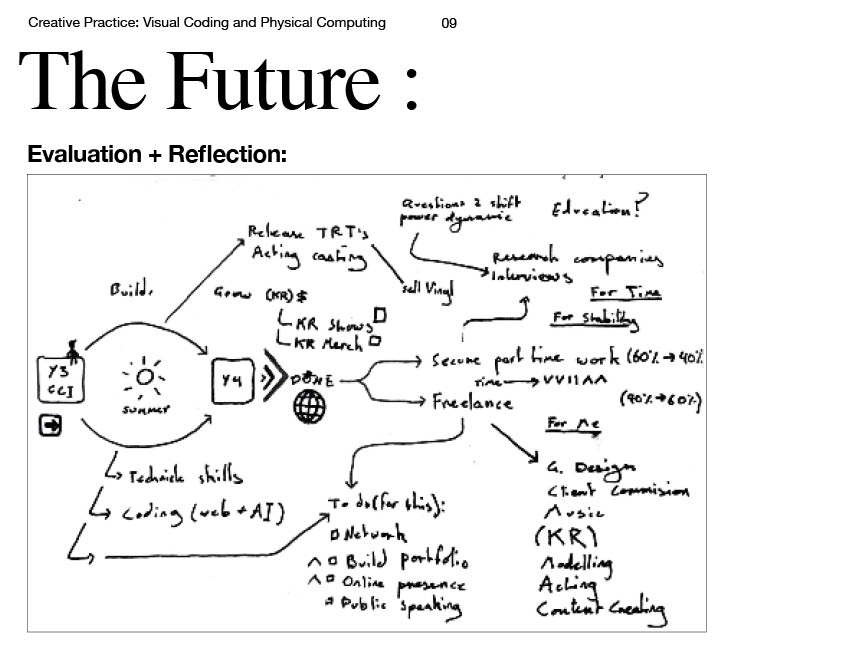 Creative Practice: Visual Coding and Physical Computing 09
The Future :
Evaluation + Reflection:
Questions 2 shift
power dynamic
Education?
Release TRT's
Acting casting
Research companies
Interviews
Build.
Grow (KR) $
Sell Vinyl
For Time
For Stability
KR Shows
KR Merch
Y3
CCI
SUMMER
Y4
DONE
Secure part time work (60% → 40%
Time → VVIIAA
Freelance
(40% → 60%)
For Me
Technick skills
Coding (web + AI)
To do (for this):
Network
Build portfolio
Online presence
Public speaking
G. Design
Client Commision
Music
(KR)
Modelling
Acting
Content Creating